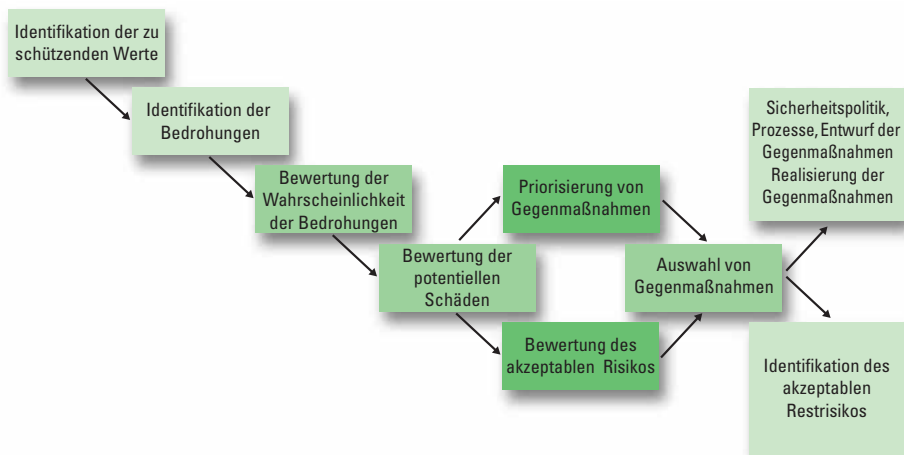 Identifikation der zu
schützenden Werte
Identifikation der
Bedrohungen
Bewertung der
Wahrscheinlichkeit
der Bedrohungen
Bewertung der
potentiellen
Schäden
Priorisierung von
Gegenmaßnahmen
Bewertung des
akzeptablen Risikos
Auswahl von
Gegenmaßnahmen
Sicherheitspolitik,
Prozesse, Entwurf der
Gegenmaßnahmen
Realisierung der
Gegenmaßnahmen
Identifikation des
akzeptablen
Restrisikos